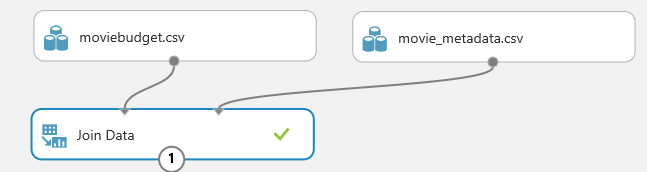 moviebudget.csv
movie_metadata.csv
Join Data
1